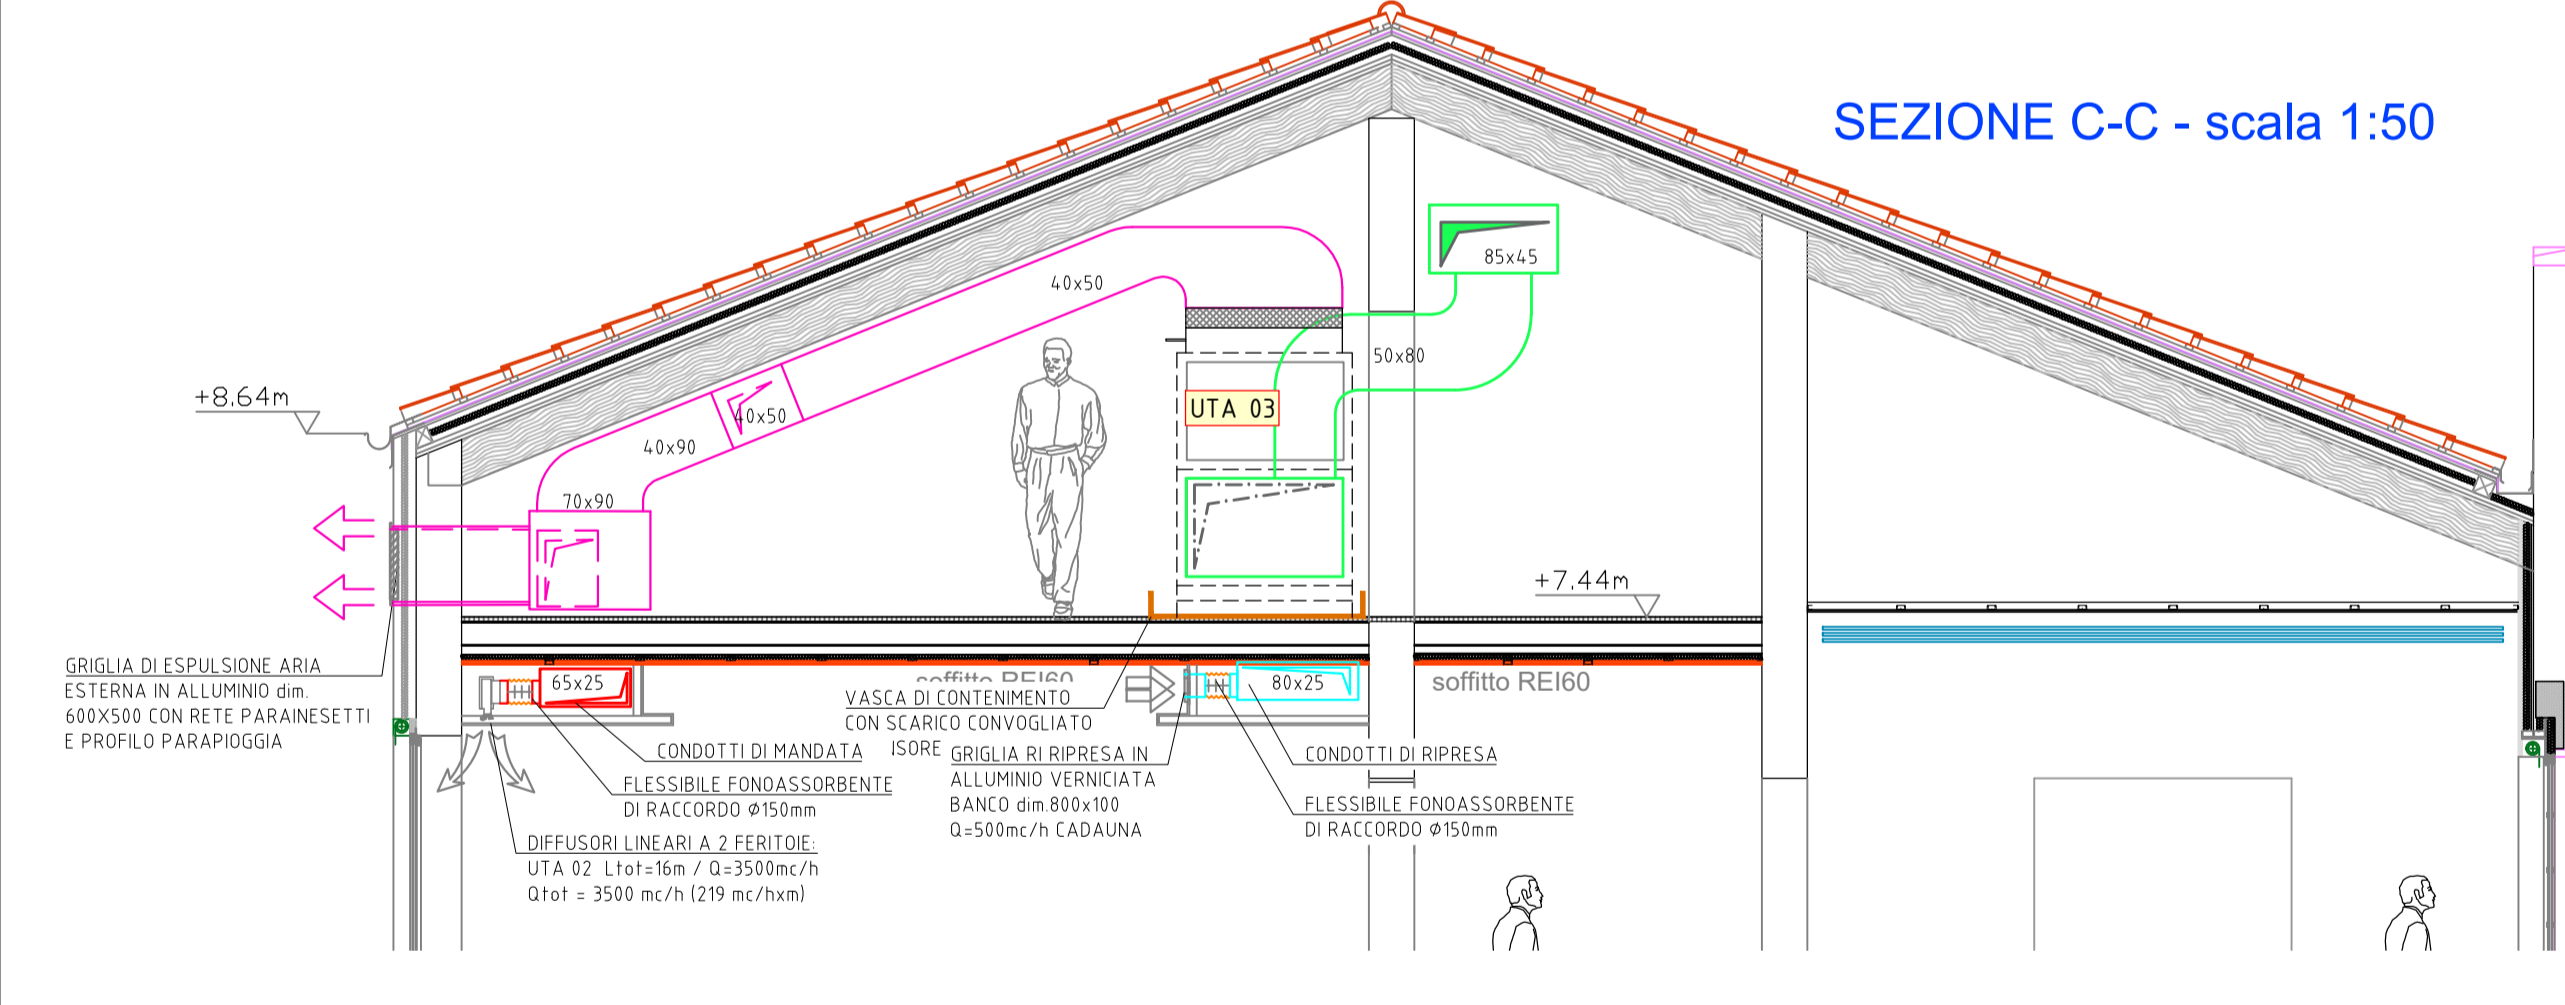 SEZIONE C-C - scala 1:50
85x45
40x50
50x80
+8.64m
UTA 03
40x50
40x90
70x90
+7.44m
GRIGLIA DI ESPULSIONE ARIA
ESTERNA IN ALLUMINIO dim.
600X500 CON RETE PARAINESETTI
E PROFILO PARAPIOGGIA
65x25
soffitto REI60
80x25
soffitto REI60
VASCA DI CONTENIMENTO
CON SCARICO CONVOGLIATO
ISORE
CONDOTTI DI MANDATA
FLESSIBILE FONOASSORBENTE
DI RACCORDO Ø150mm
DIFFUSORI LINEARI A 2 FERITOIE:
UTA 02 Ltot=16m / Q=3500mc/h
Qtot = 3500 mc/h (219 mc/hxm)
GRIGLIA RI RIPRESA IN
ALLUMINIO VERNICIATA
BANCO dim.800x100
Q=500mc/h CADAUNA
CONDOTTI DI RIPRESA
FLESSIBILE FONOASSORBENTE
DI RACCORDO Ø150mm